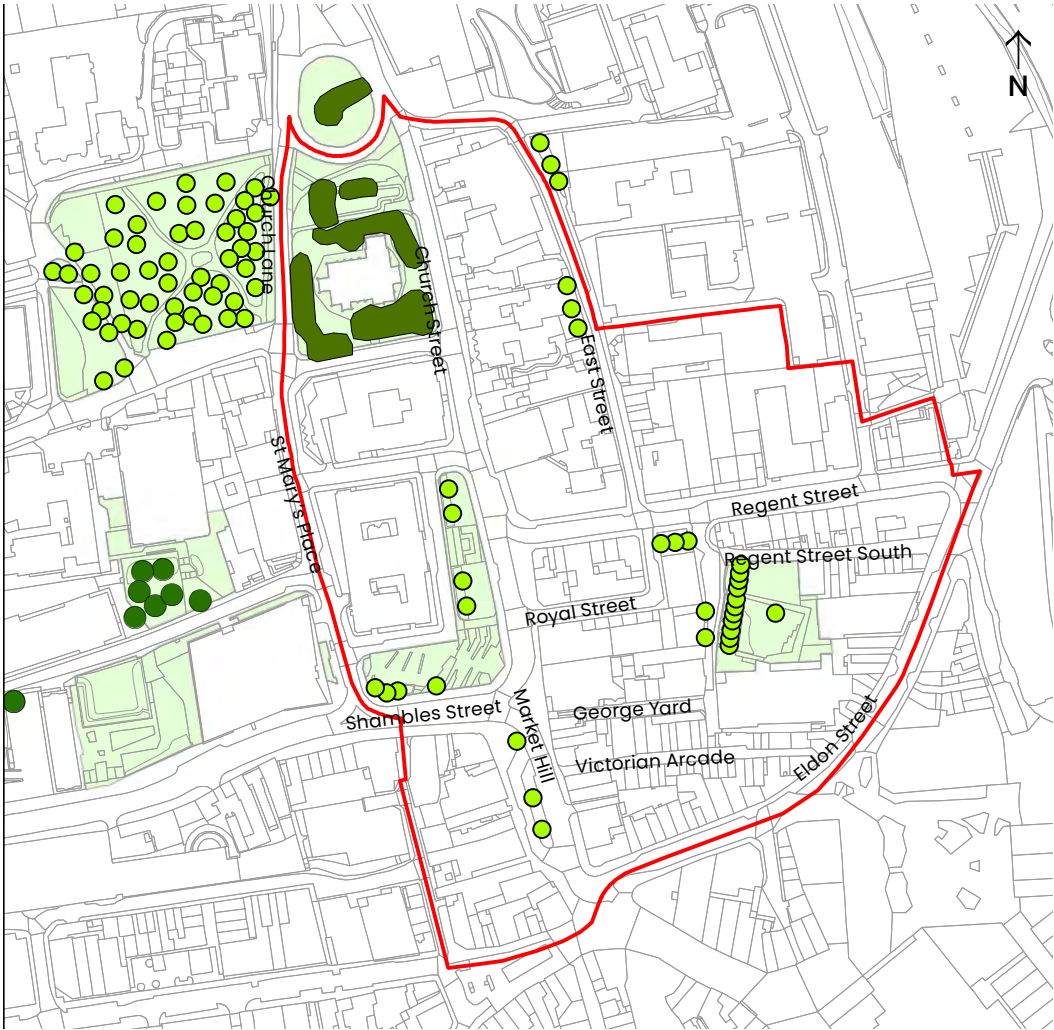 N
Church Lane
Church Street
East Street
St Mary's Place
Regent Street
Regent Street South
Royal Street
Shambles Street
Market Hill
George Yard
Victorian Arcade
Eldon Street